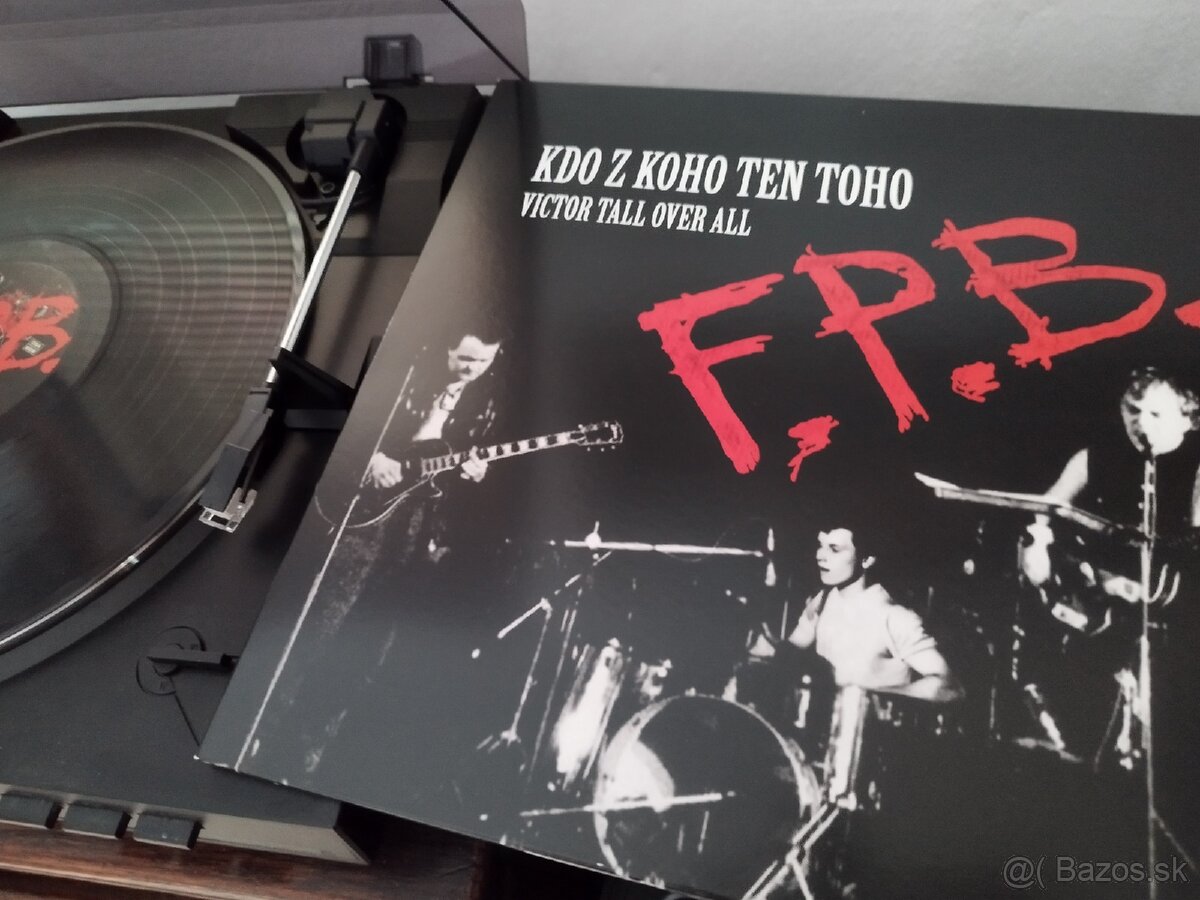 KDO Z KOHO TEN TOHO
VICTOR TALL OVER ALL
F.P.B.
B.
@( Bazos.sk